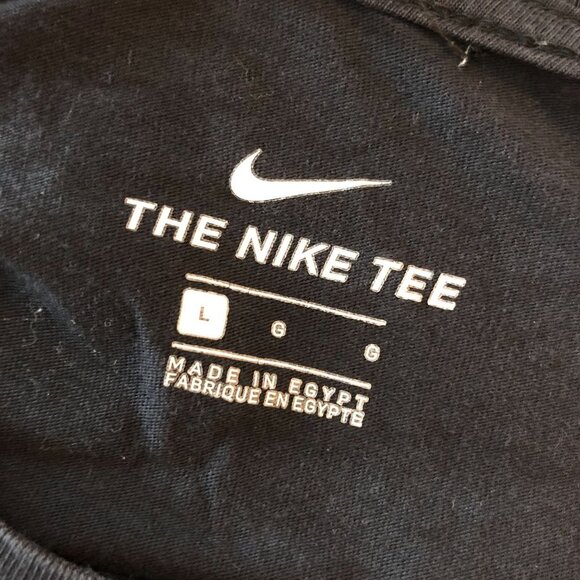 THE NIKE TEE
L G G
MADE IN EGYPT
FABRIQUE EN EGYPTE